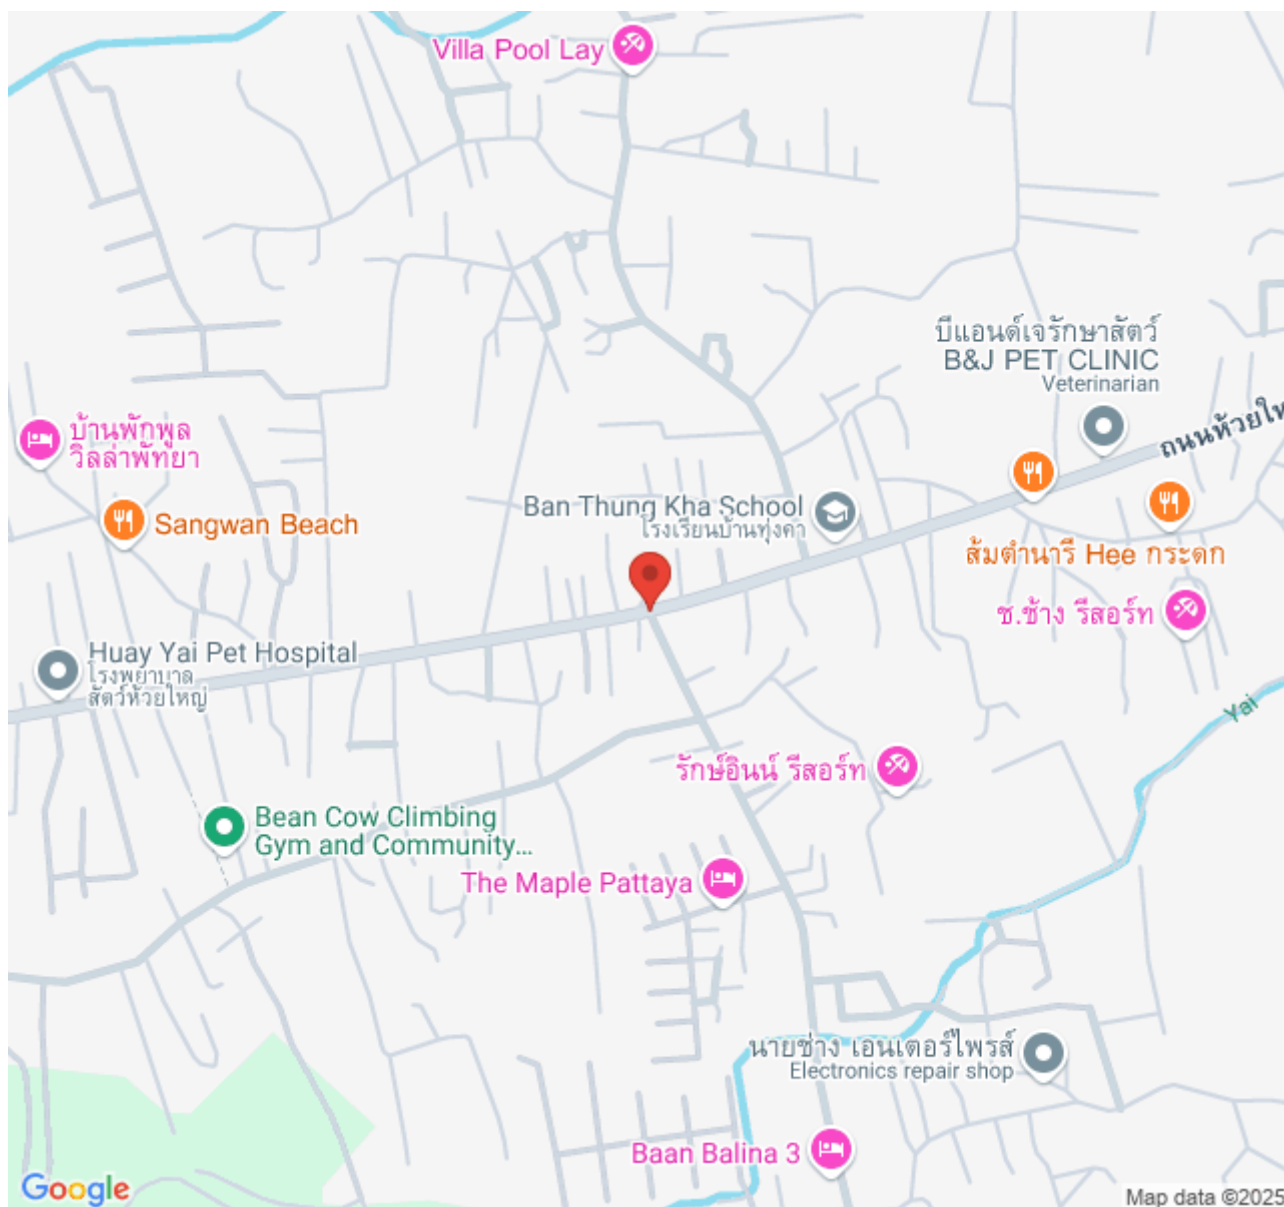 Villa Pool Lay
บีแอนด์เจรักษาสัตว์
B&J PET CLINIC
Veterinarian
ถนนห้วยให
บ้านพักพูล
วิลล่าพัทยา
Sangwan Beach
Ban Thung Kha School
โรงเรียนบ้านทุ่งคา
ส้มตำนารี Hee กระดก
ช.ช้าง รีสอร์ท
Huay Yai Pet Hospital
โรงพยาบาล
สัตว์ห้วยใหญ่
Yai
รักษ์อินน์ รีสอร์ท
Bean Cow Climbing
Gym and Community...
The Maple Pattaya
นายช่าง เอนเตอร์ไพรส์
Electronics repair shop
Baan Balina 3
Google
Map data ©2025